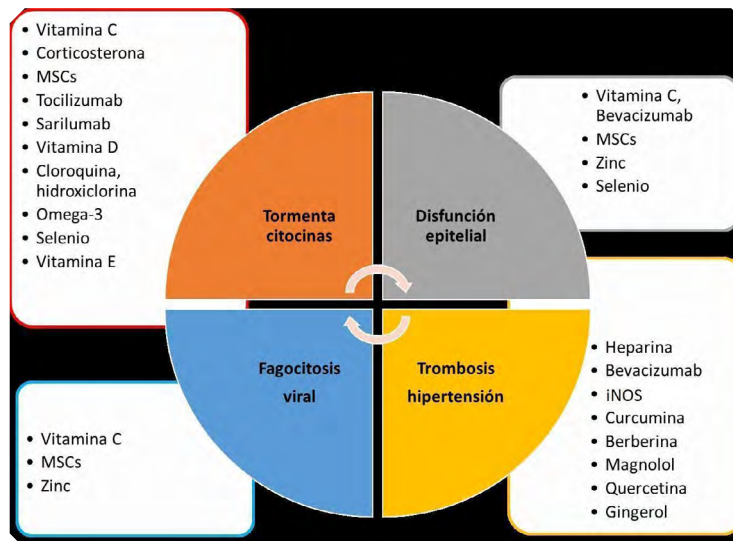 • Vitamina C
• Corticosterona
• MSCs
• Tocilizumab
• Sarilumab
• Vitamina D
• Cloroquina,
hidroxiclorina
• Omega-3
• Selenio
• Vitamina E
• Vitamina C,
Bevacizumab
• MSCs
• Zinc
• Selenio
Tormenta
citocinas
Disfunción
epitelial
Fagocitosis
viral
Trombosis
hipertensión
• Vitamina C
• MSCs
• Zinc
• Heparina
• Bevacizumab
• iNOS
• Curcumina
• Berberina
• Magnolol
• Quercetina
• Gingerol